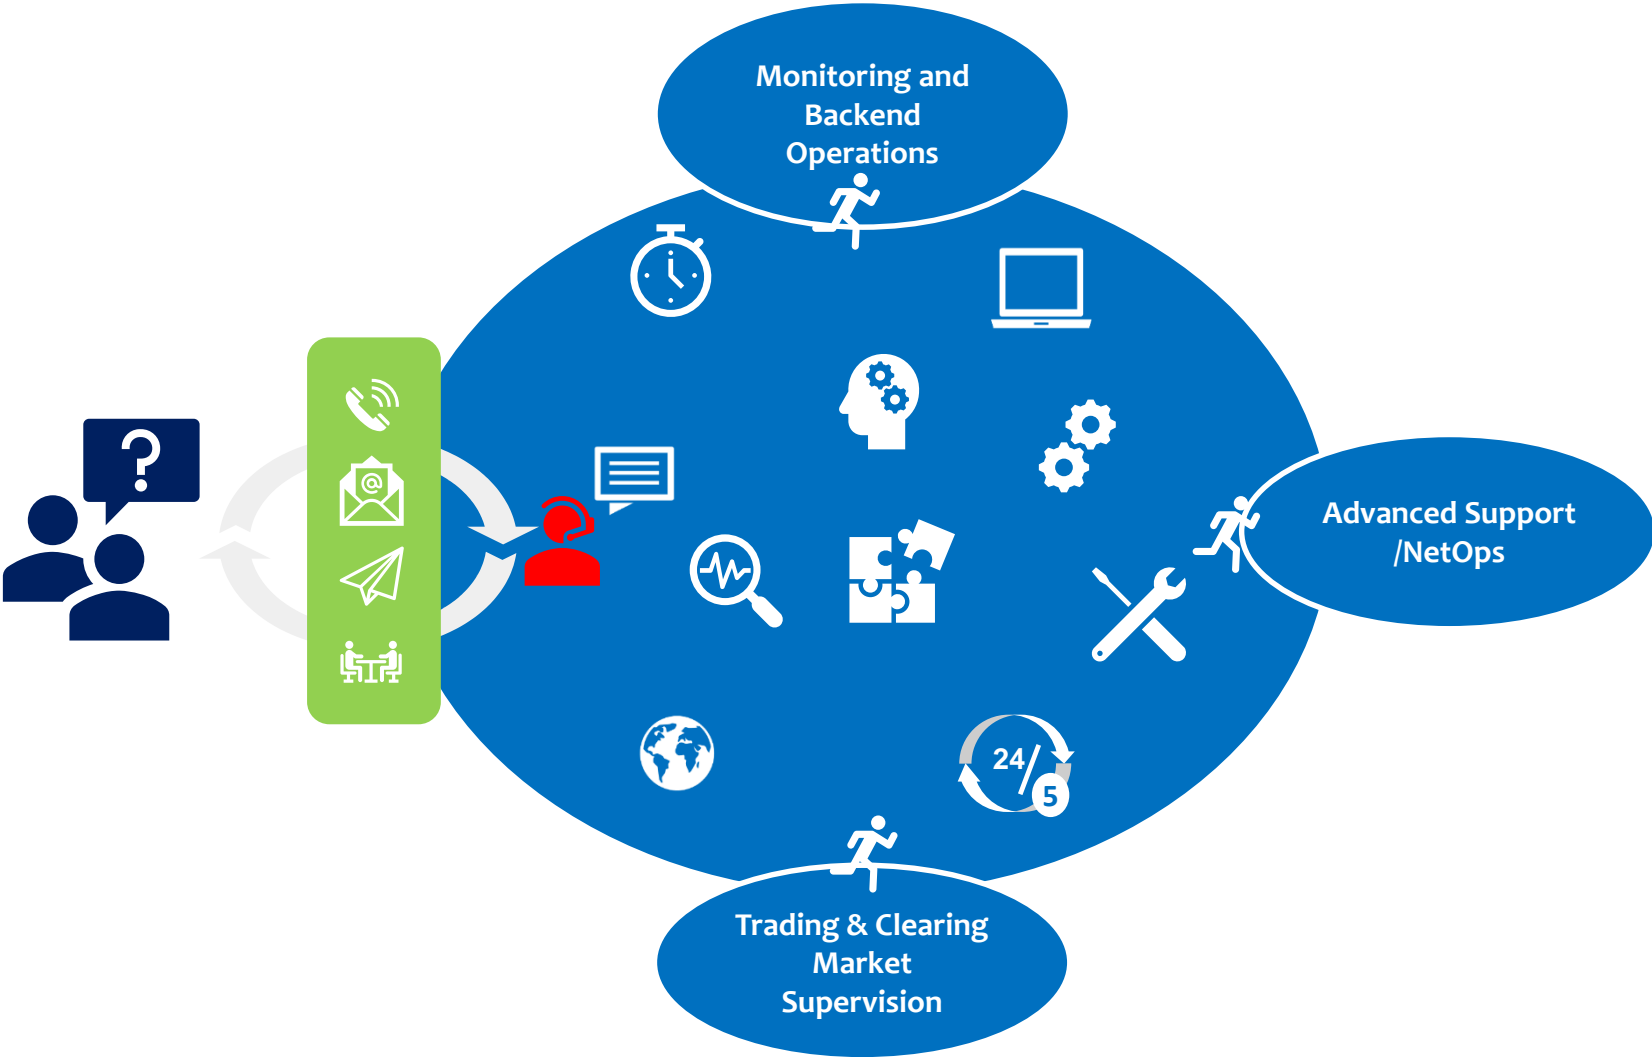 Monitoring and
Backend
Operations
?
@
Advanced Support
/NetOps
24/
5
Trading & Clearing
Market
Supervision